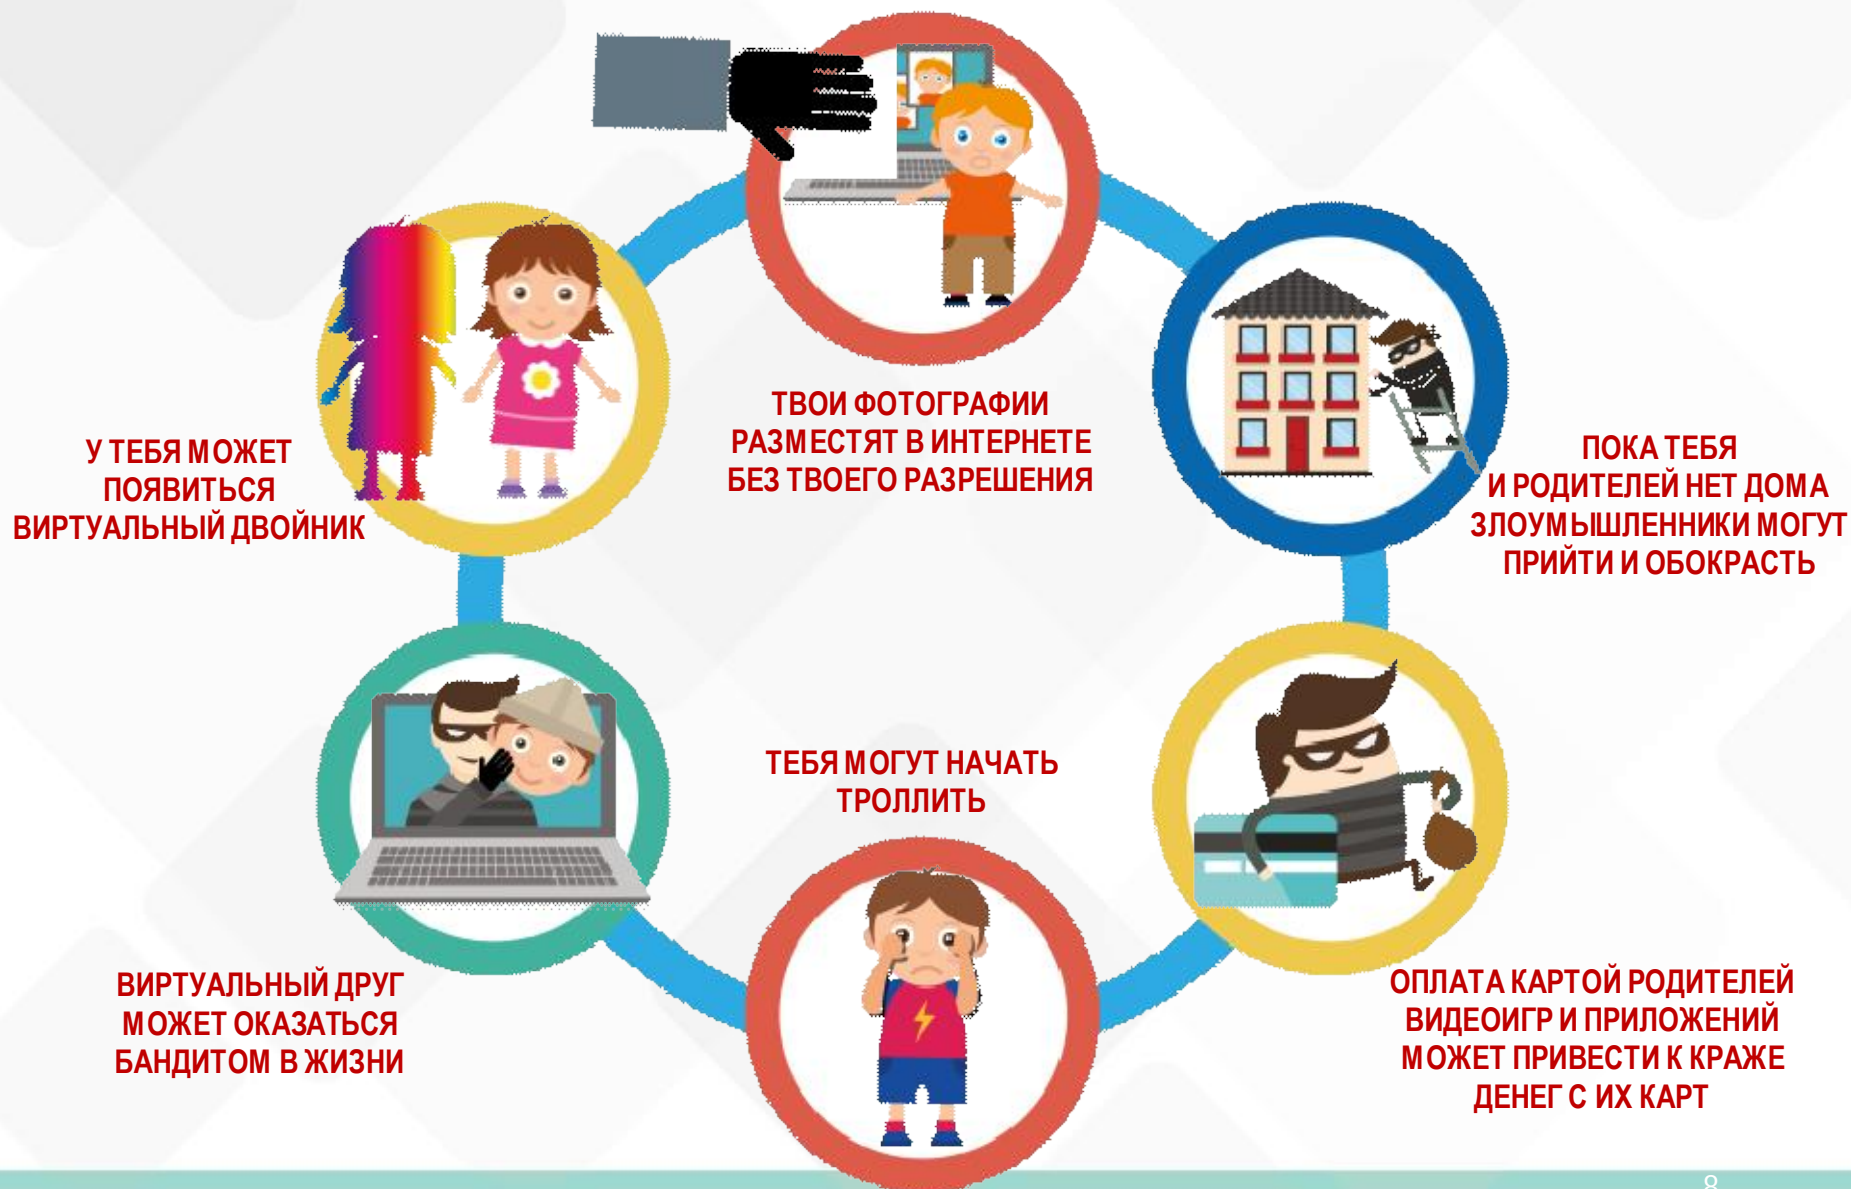 ТВОИ ФОТОГРАФИИ
РАЗМЕСТЯТ В ИНТЕРНЕТЕ
БЕЗ ТВОЕГО РАЗРЕШЕНИЯ
У ТЕБЯ МОЖЕТ
ПОЯВИТЬСЯ
ВИРТУАЛЬНЫЙ ДВОЙНИК
ПОКА ТЕБЯ
И РОДИТЕЛЕЙ НЕТ ДОМА
ЗЛОУМЫШЛЕННИКИ МОГУТ
ПРИЙТИ И ОБОКРАСТЬ
ТЕБЯ МОГУТ НАЧАТЬ
ТРОЛЛИТЬ
ВИРТУАЛЬНЫЙ ДРУГ
МОЖЕТ ОКАЗАТЬСЯ
БАНДИТОМ В ЖИЗНИ
ОПЛАТА КАРТОЙ РОДИТЕЛЕЙ
ВИДЕОИГР И ПРИЛОЖЕНИЙ
МОЖЕТ ПРИВЕСТИ К КРАЖЕ
ДЕНЕГ С ИХ КАРТ
8